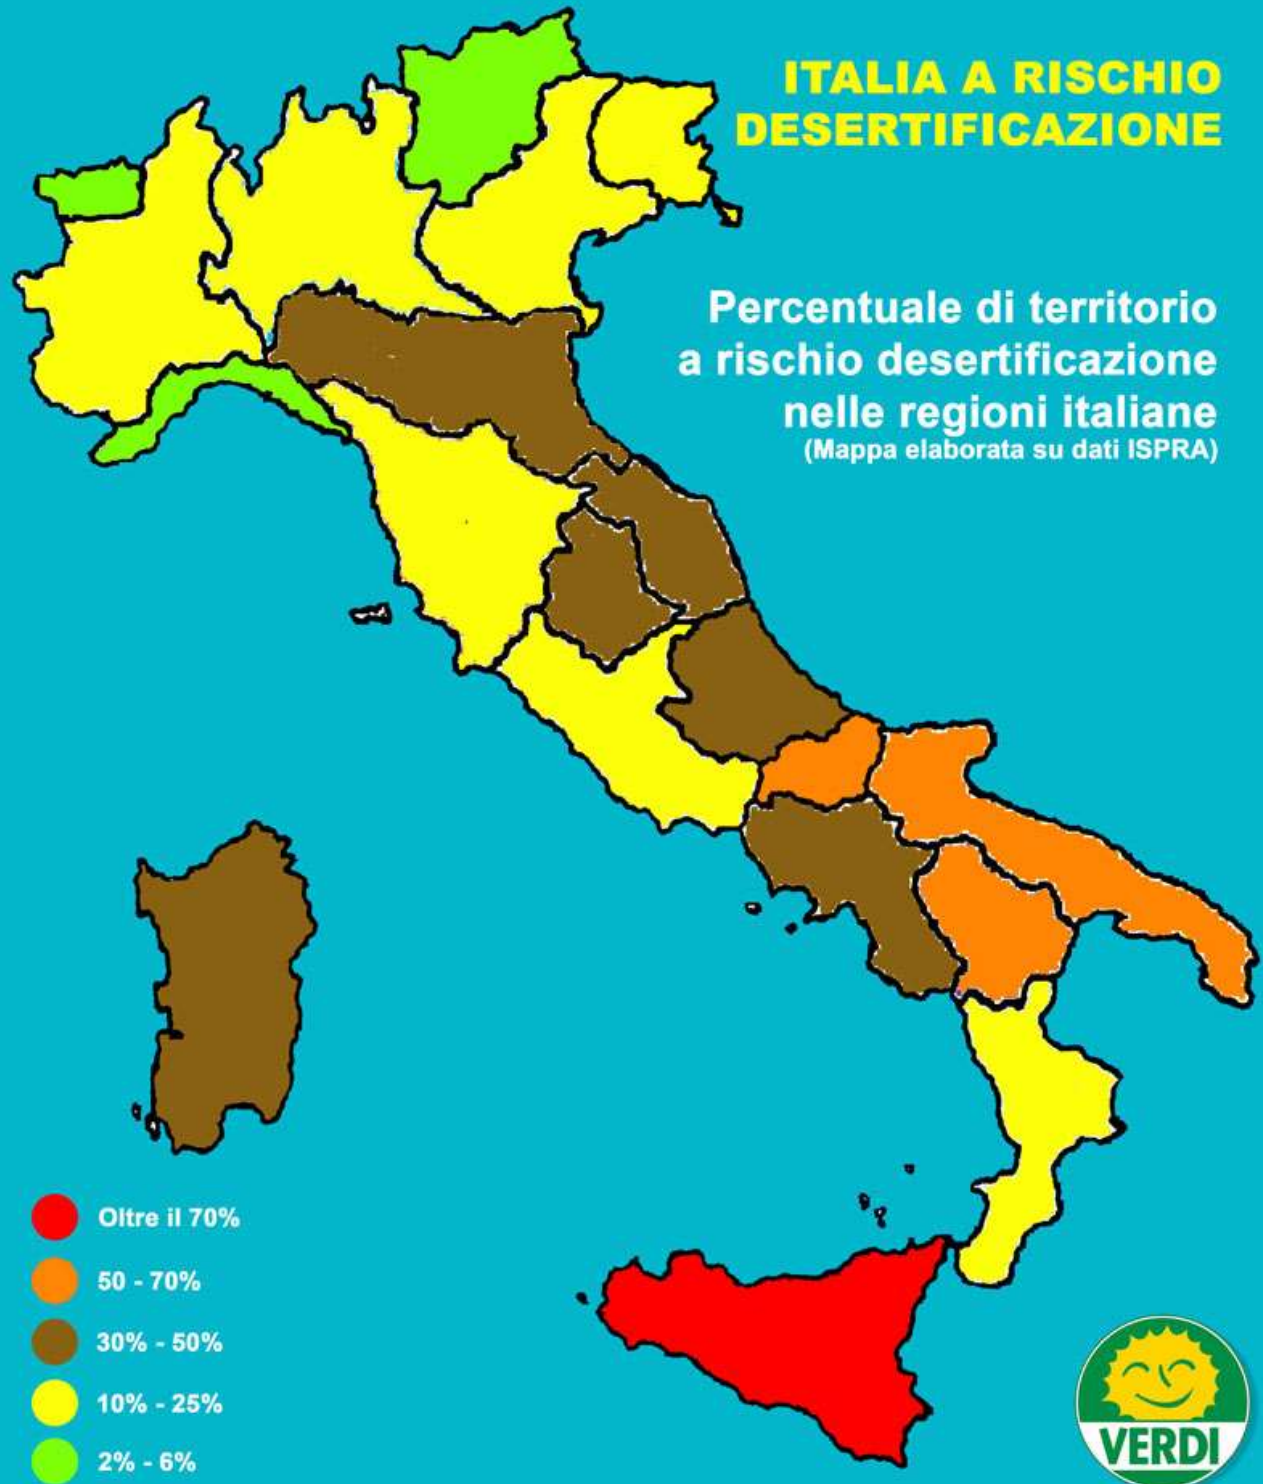 ITALIA A RISCHIO
DESERTIFICAZIONE
Percentuale di territorio
a rischio desertificazione
nelle regioni italiane
(Mappa elaborata su dati ISPRA)
Oltre il 70%
50 - 70%
30% - 50%
10% - 25%
2% - 6%
VERDI